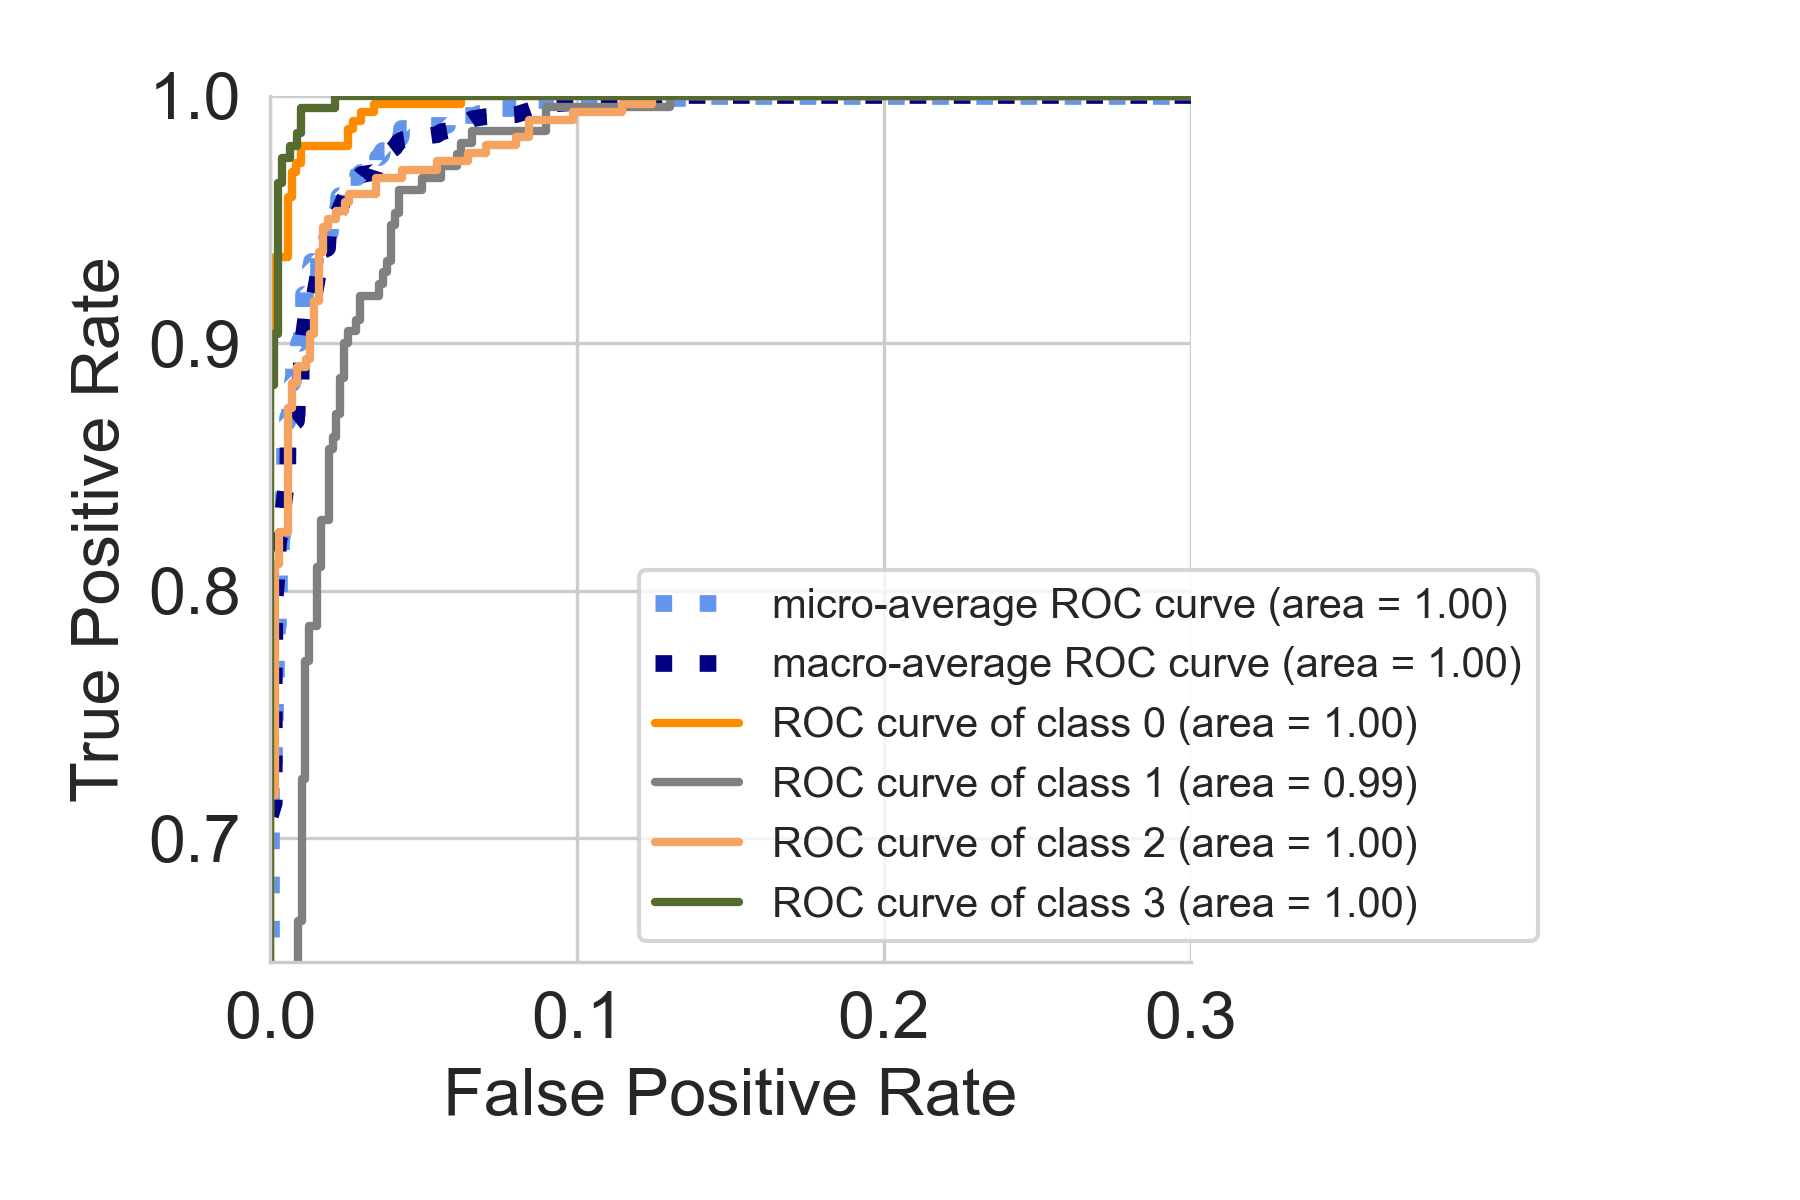 1.0
0.9
0.8
0.7
True Positive Rate
micro-average ROC curve (area = 1.00)
macro-average ROC curve (area = 1.00)
ROC curve of class 0 (area = 1.00)
ROC curve of class 1 (area = 0.99)
ROC curve of class 2 (area = 1.00)
ROC curve of class 3 (area = 1.00)
0.0 0.1 0.2 0.3
False Positive Rate